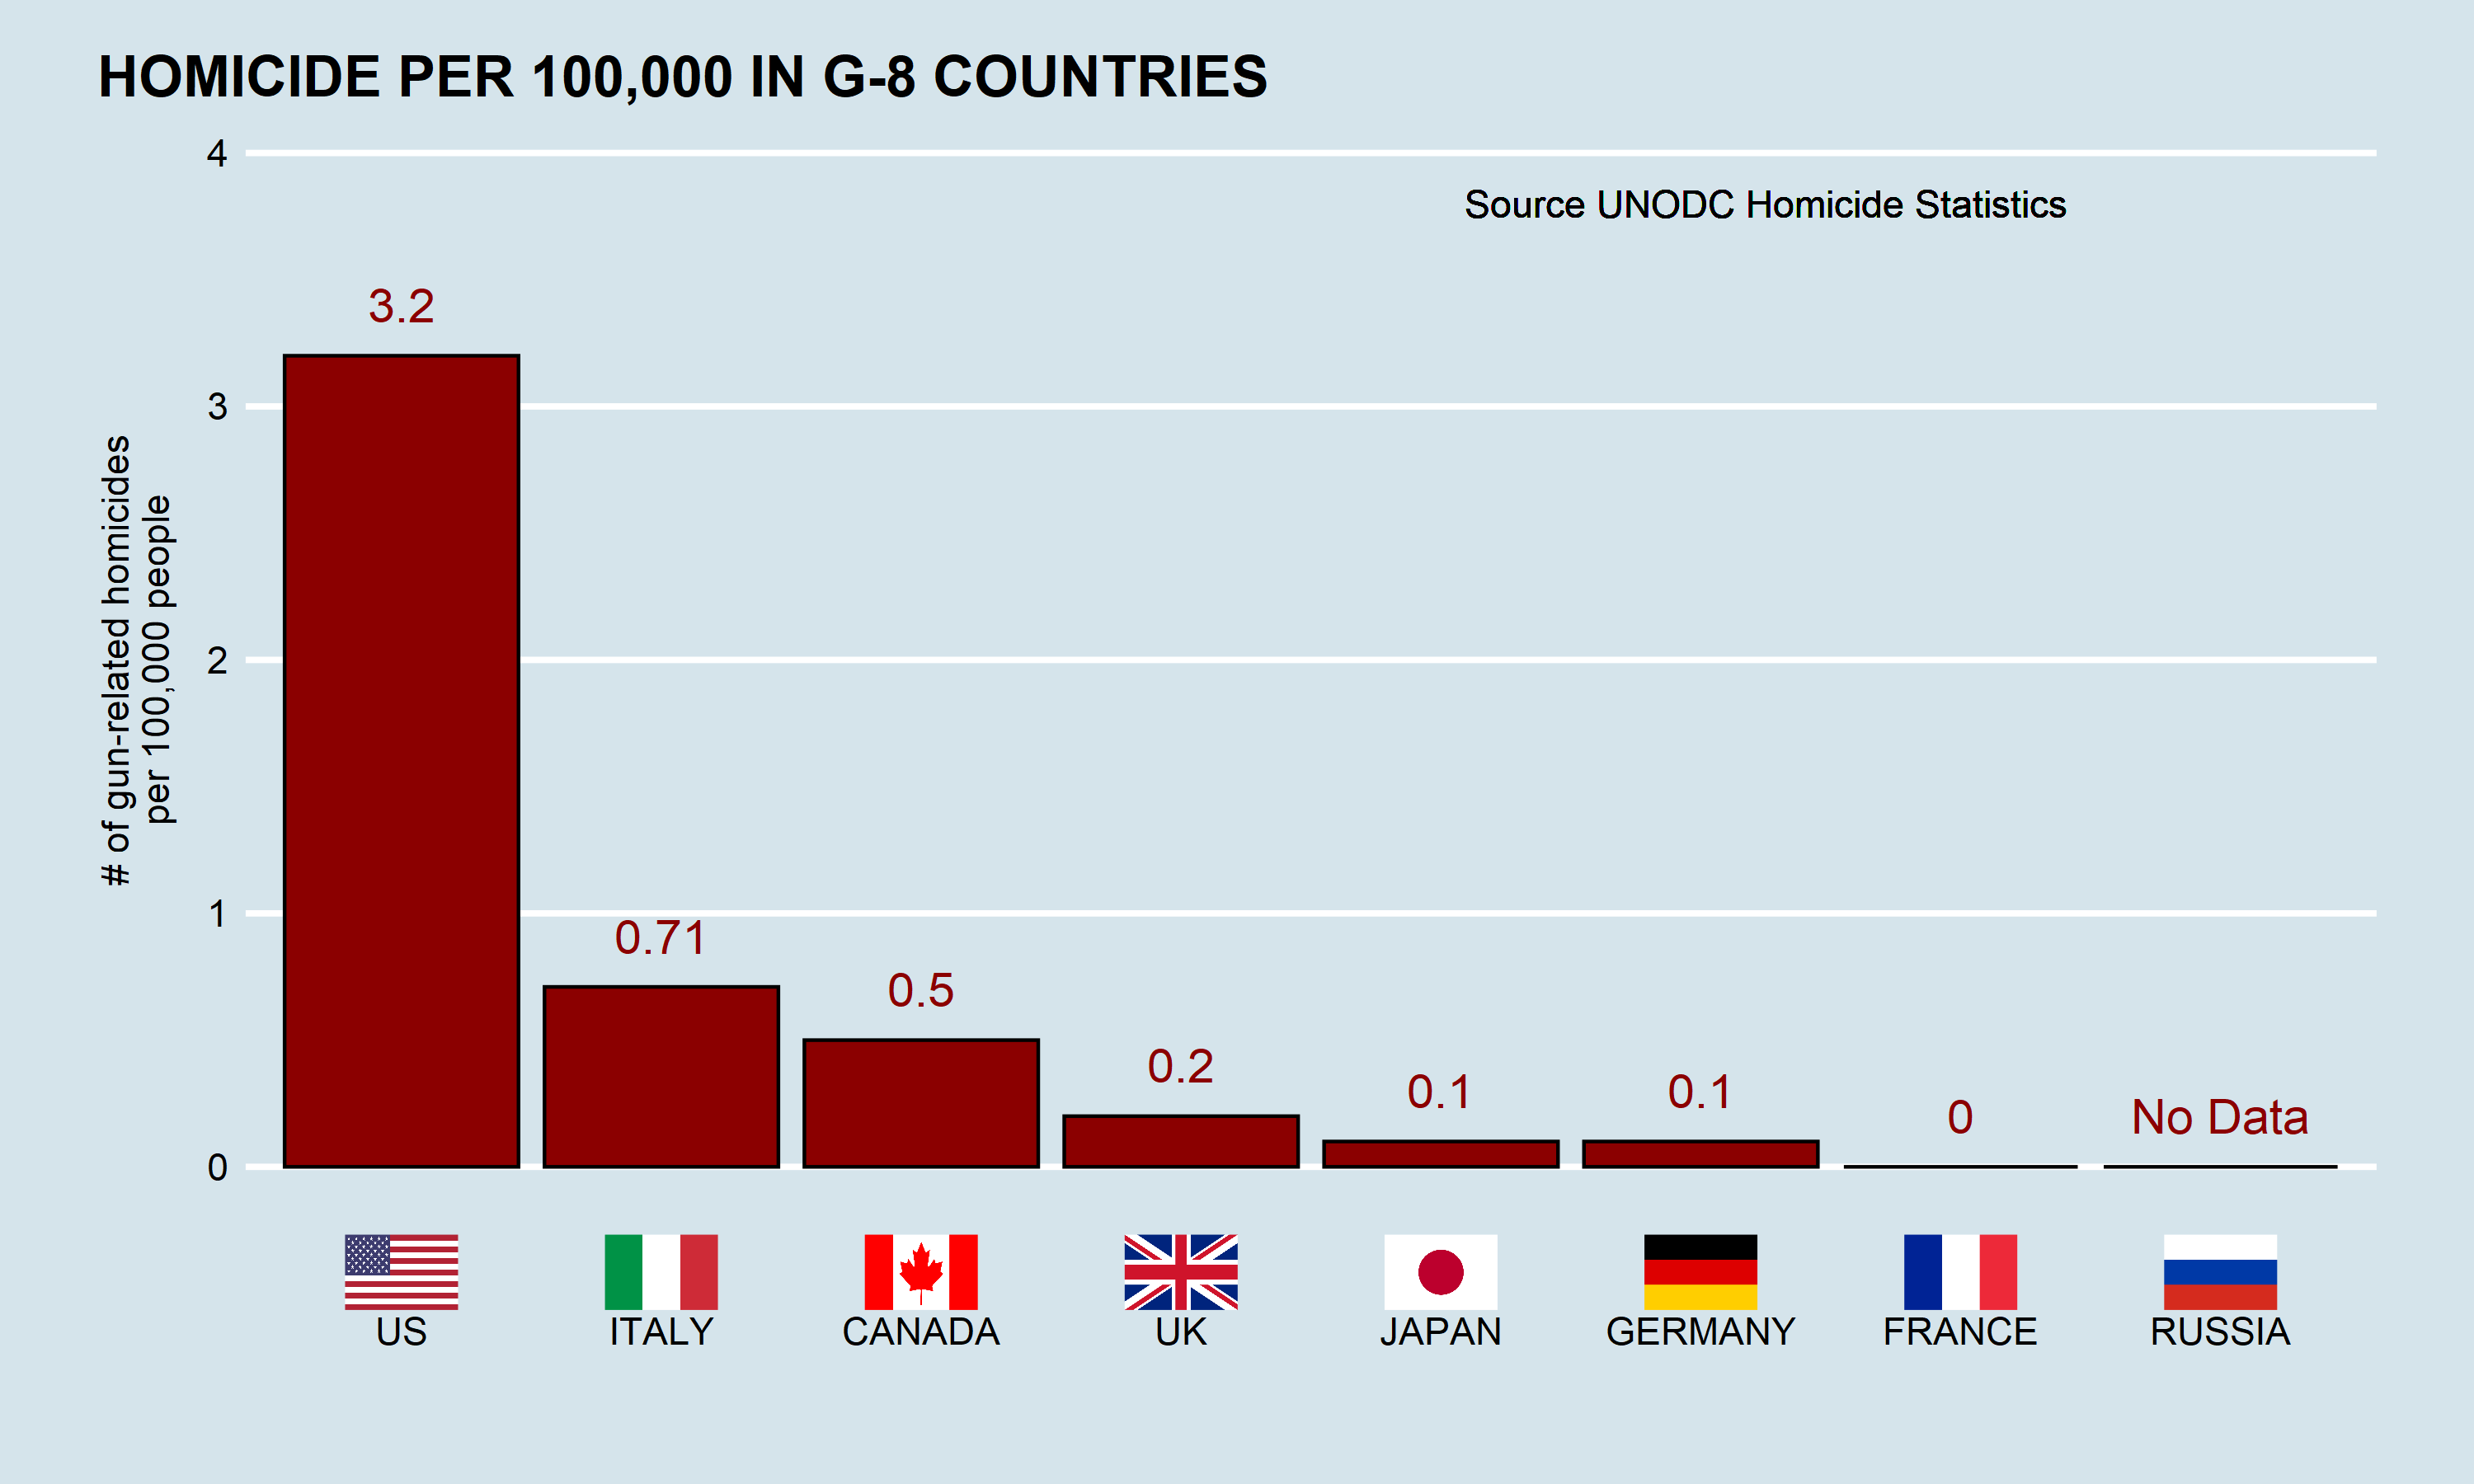 HOMICIDE PER 100,000 IN G-8 COUNTRIES
4
Source UNODC Homicide Statistics
3.2
3
# of gun-related homicides
per 100,000 people
2
1
0.71
0.5
0.2
0.1
0.1
0
No Data
0
US
ITALY
CANADA
UK
JAPAN
GERMANY
FRANCE
RUSSIA